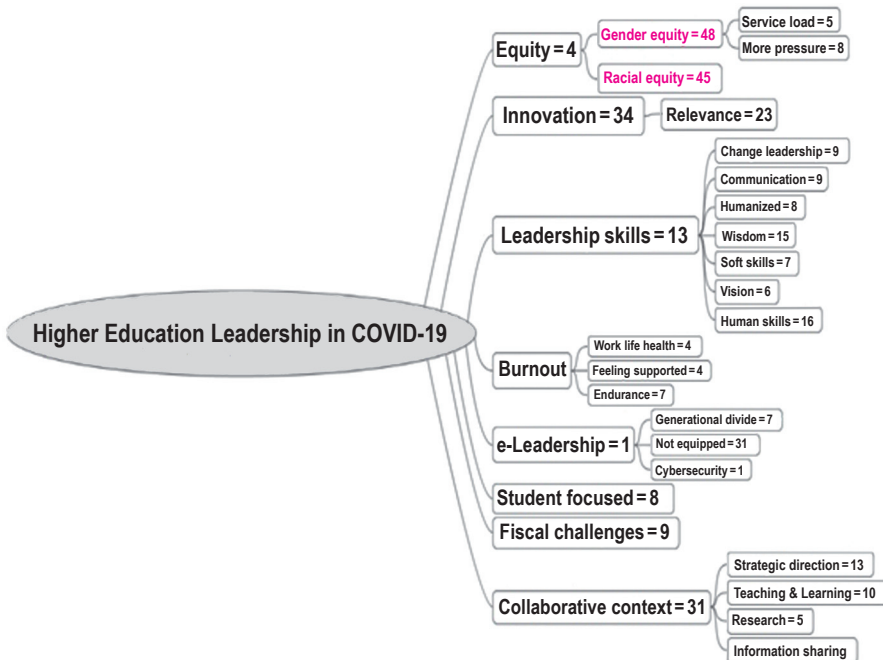 Higher Education Leadership in COVID-19
Equity = 4
Gender equity = 48
Service load = 5
More pressure = 8
Racial equity = 45
Innovation = 34
Relevance = 23
Leadership skills = 13
Change leadership = 9
Communication = 9
Humanized = 8
Wisdom = 15
Soft skills = 7
Vision = 6
Human skills = 16
Burnout
Work life health = 4
Feeling supported = 4
Endurance = 7
e-Leadership = 1
Generational divide = 7
Not equipped = 31
Cybersecurity = 1
Student focused = 8
Fiscal challenges = 9
Collaborative context = 31
Strategic direction = 13
Teaching & Learning = 10
Research = 5
Information sharing